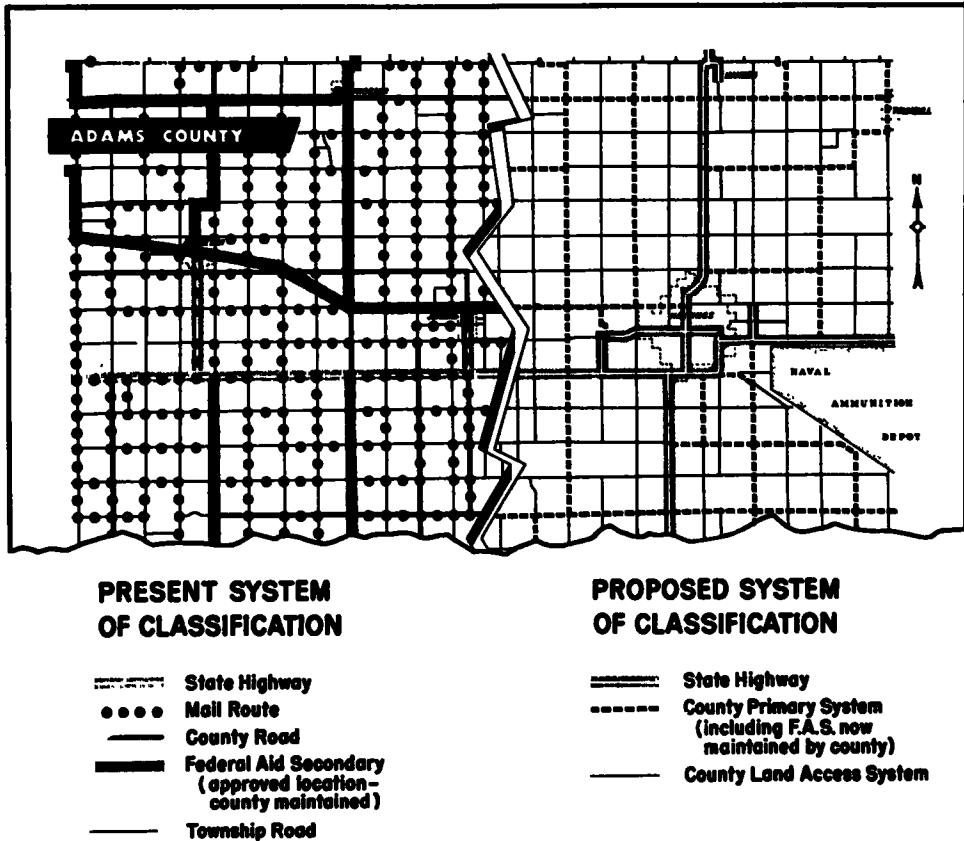 ADAMS COUNTY
N
HASTINGS
NAVAL
AMMUNITION
DEPOT
PRESENT SYSTEM
OF CLASSIFICATION
State Highway
Mail Route
County Road
Federal Aid Secondary
(approved location-
county maintained)
Township Road
PROPOSED SYSTEM
OF CLASSIFICATION
State Highway
County Primary System
(including F.A.S. now
maintained by county)
County Land Access System